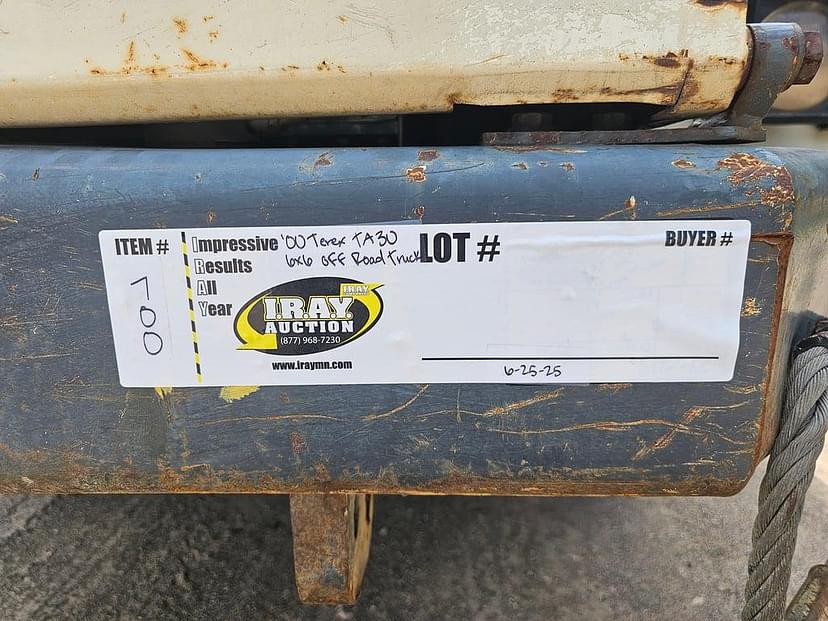 ITEM #
700
Impressive
Results
All
Year
'00 Terex TA30
6x6 Off Road Truck
I.R.A.Y.
I.R.A.Y.
AUCTION
(877) 968-7230
www.iraymn.com
LOT #
BUYER #
6-25-25